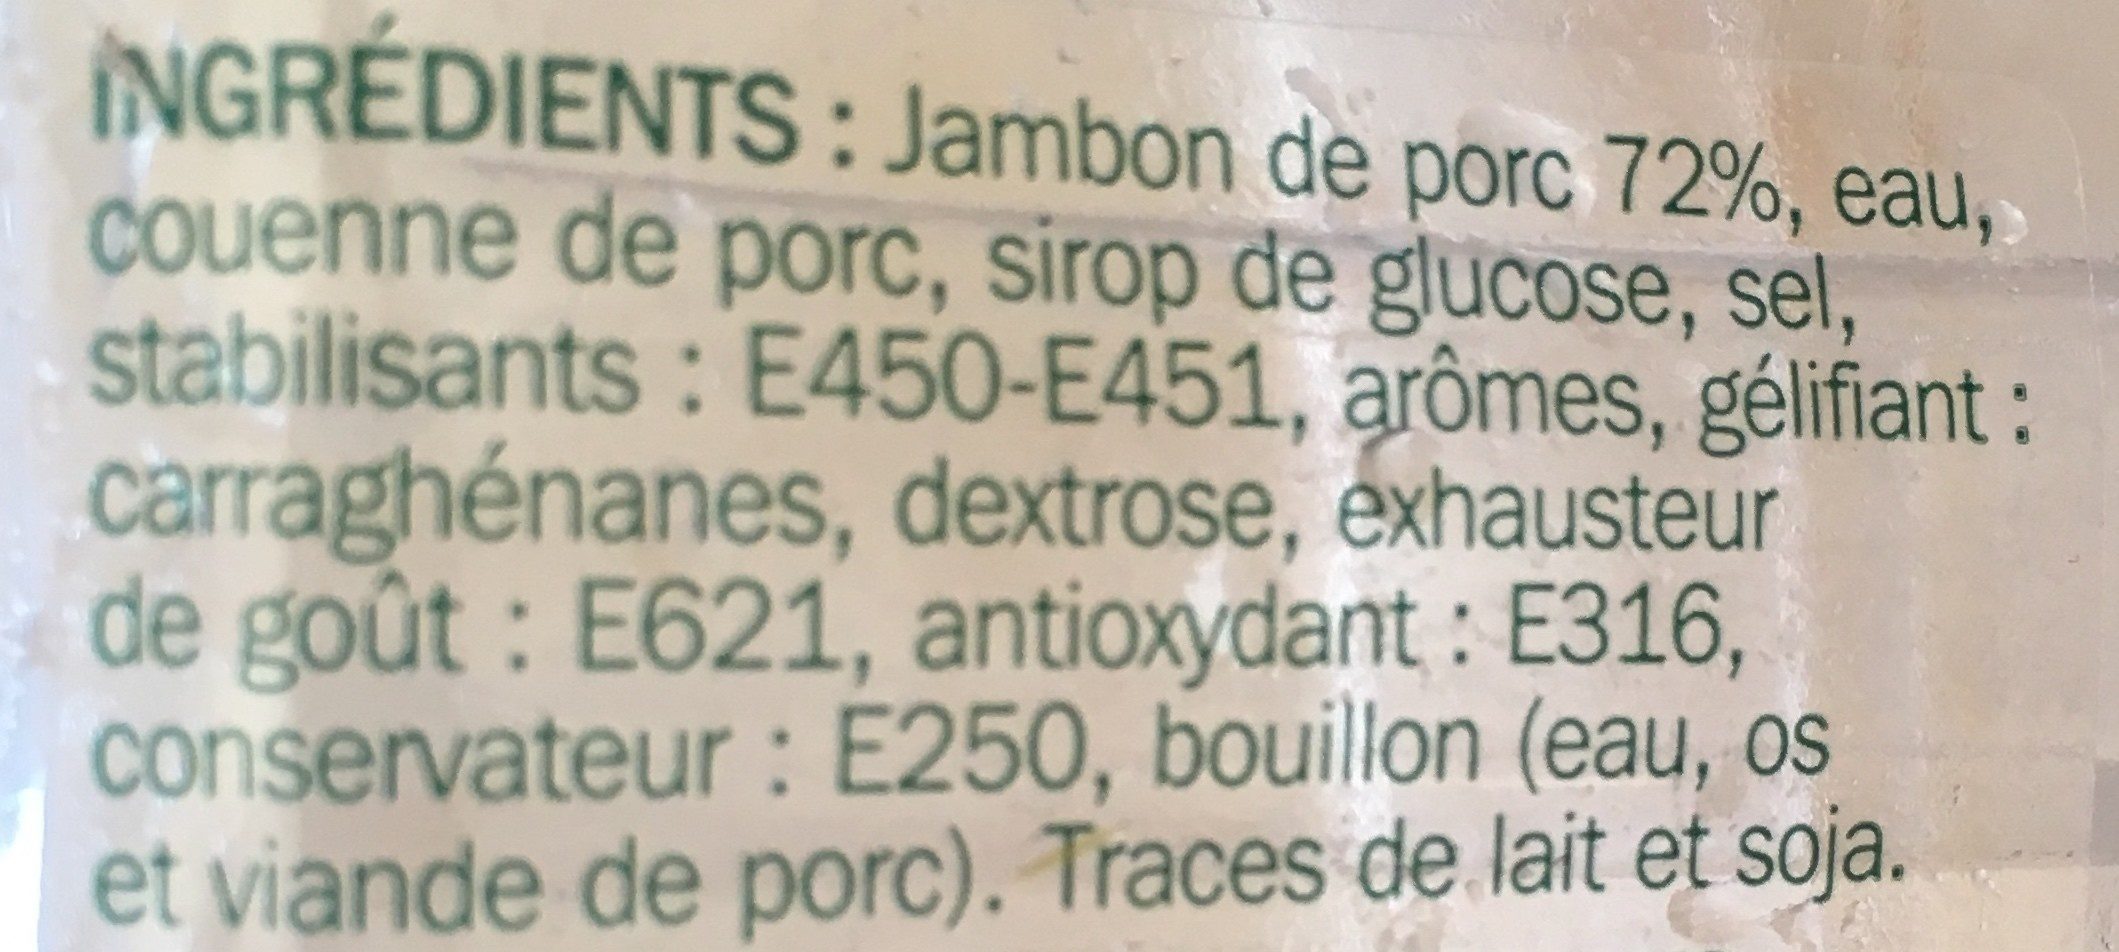 INGRÉDIENTS : Jambon de porc 72%, eau,
couenne de porc, sirop de glucose, sel,
stabilisants : E450-E451, arômes, gélifiant :
carraghénanes, dextrose, exhausteur
de goût : E621, antioxydant : E316,
conservateur : E250, bouillon (eau, os
et viande de porc). Traces de lait et soja.